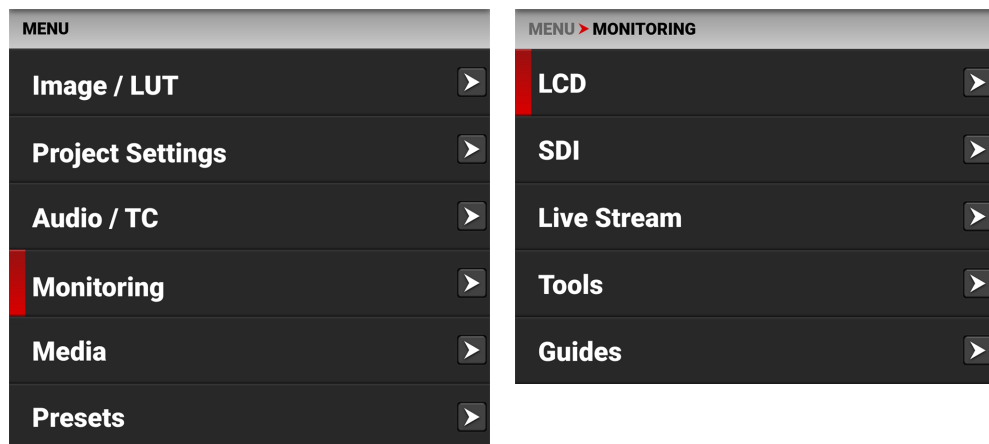 MENU
Image / LUT
Project Settings
Audio / TC
Monitoring
Media
Presets
MENU > MONITORING
LCD
SDI
Live Stream
Tools
Guides